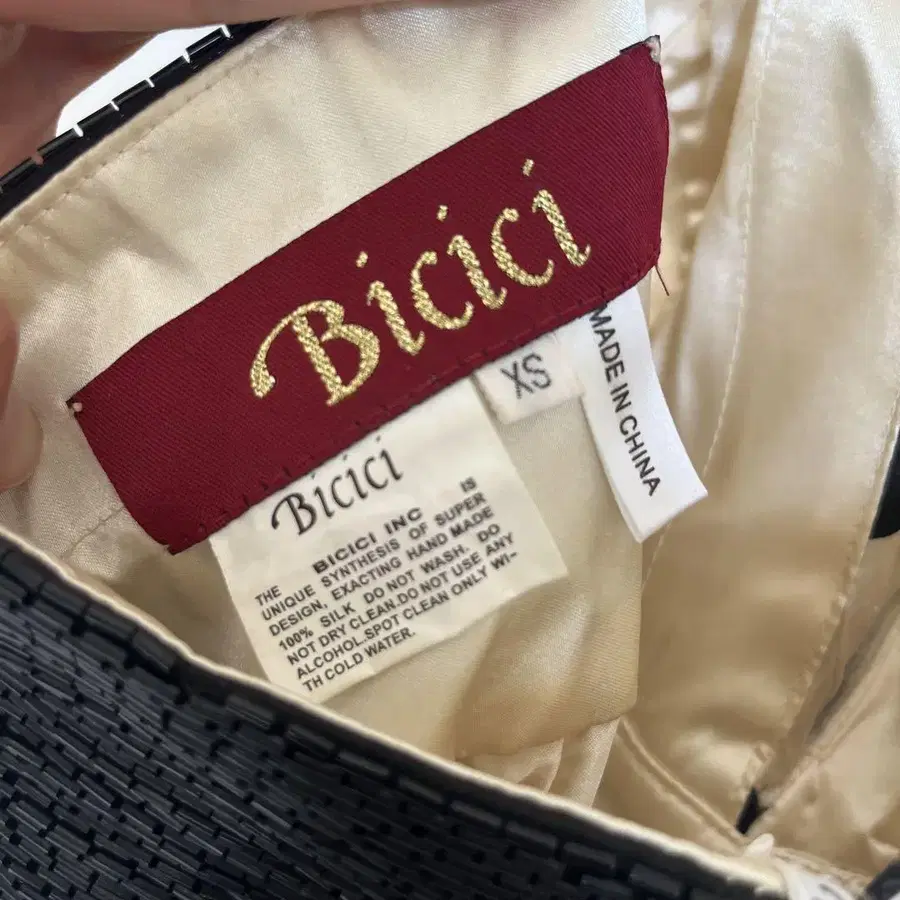 Bicici
XS
MADE IN CHINA
Bicici
THE BICICI INC IS
UNIQUE SYNTHESIS OF SUPER
DESIGN, EXACTING HAND MADE
100% SILK DO NOT WASH. DO
NOT DRY CLEAN.DO NOT USE ANY
ALCOHOL.SPOT CLEAN ONLY WI-
TH COLD WATER.